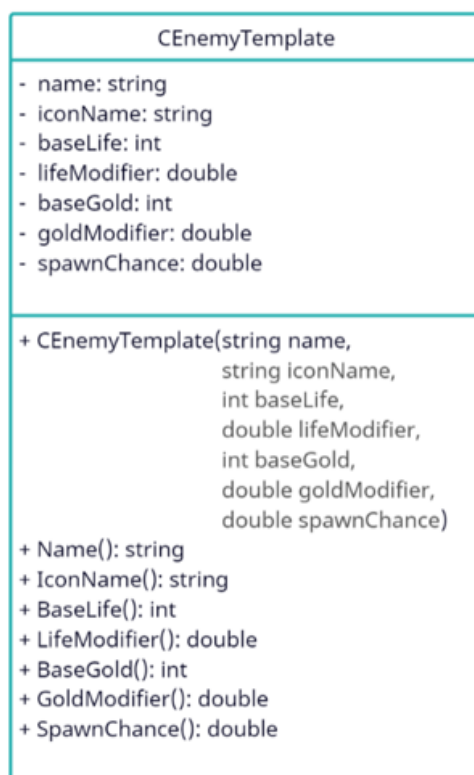 CEnemyTemplate
- name: string
- iconName: string
- baseLife: int
- lifeModifier: double
- baseGold: int
- goldModifier: double
- spawnChance: double
+ CEnemyTemplate(string name,
string iconName,
int baseLife,
double lifeModifier,
int baseGold,
double goldModifier,
double spawnChance)
+ Name(): string
+ IconName(): string
+ BaseLife(): int
+ LifeModifier(): double
+ BaseGold(): int
+ GoldModifier(): double
+ SpawnChance(): double